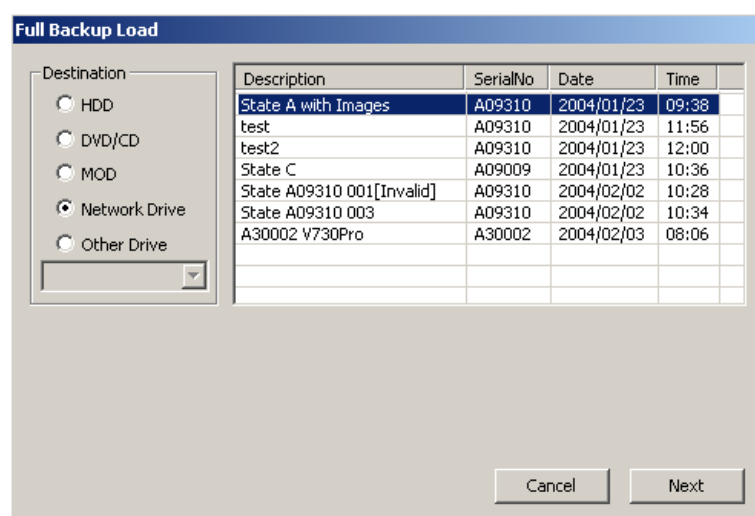 Full Backup Load
Destination
HDD
DVD/CD
MOD
Network Drive
Other Drive
Description SerialNo Date Time
State A with Images A09310 2004/01/23 09:38
test A09310 2004/01/23 11:56
test2 A09310 2004/01/23 12:00
State C A09009 2004/01/23 10:36
State A09310 001[Invalid] A09310 2004/02/02 10:28
State A09310 003 A09310 2004/02/02 10:34
A30002 V730Pro A30002 2004/02/03 08:06
Cancel Next